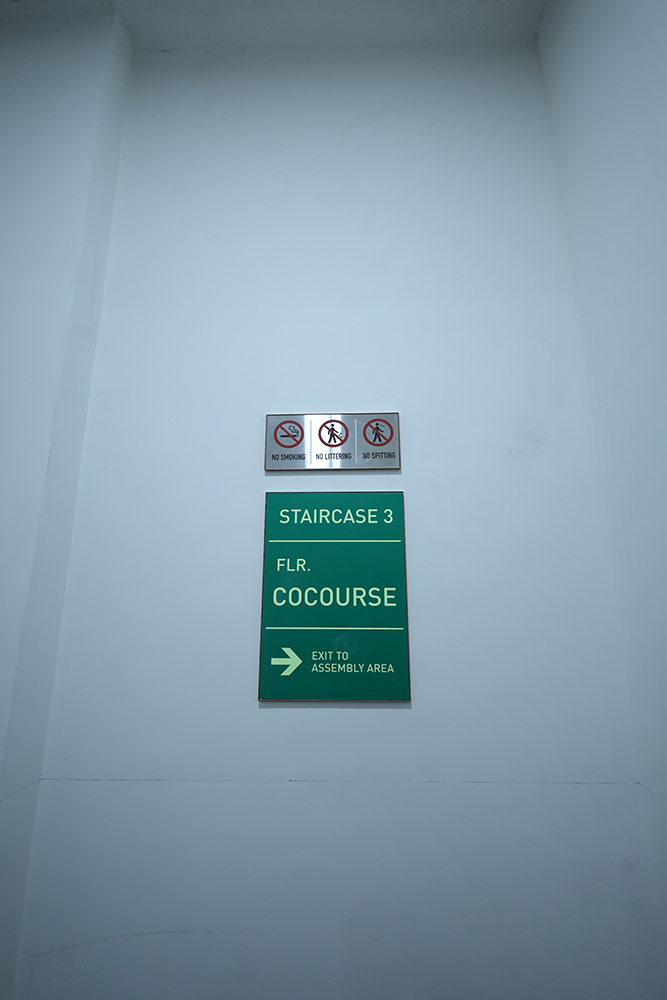 NO SMOKING NO LITTERING NO SPITTING
STAIRCASE 3
FLR.
COCOURSE
EXIT TO
ASSEMBLY AREA